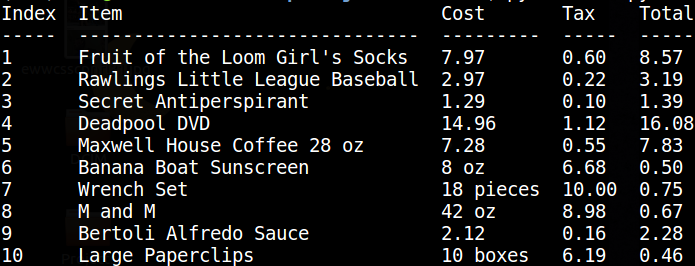 Index Item Cost Tax Total
----- ------------------------------- --------- ----- -----
1 Fruit of the Loom Girl's Socks 7.97 0.60 8.57
2 Rawlings Little League Baseball 2.97 0.22 3.19
3 Secret Antiperspirant 1.29 0.10 1.39
4 Deadpool DVD 14.96 1.12 16.08
5 Maxwell House Coffee 28 oz 7.28 0.55 7.83
6 Banana Boat Sunscreen 8 oz 6.68 0.50
7 Wrench Set 18 pieces 10.00 0.75
8 M and M 42 oz 8.98 0.67
9 Bertoli Alfredo Sauce 2.12 0.16 2.28
10 Large Paperclips 10 boxes 6.19 0.46